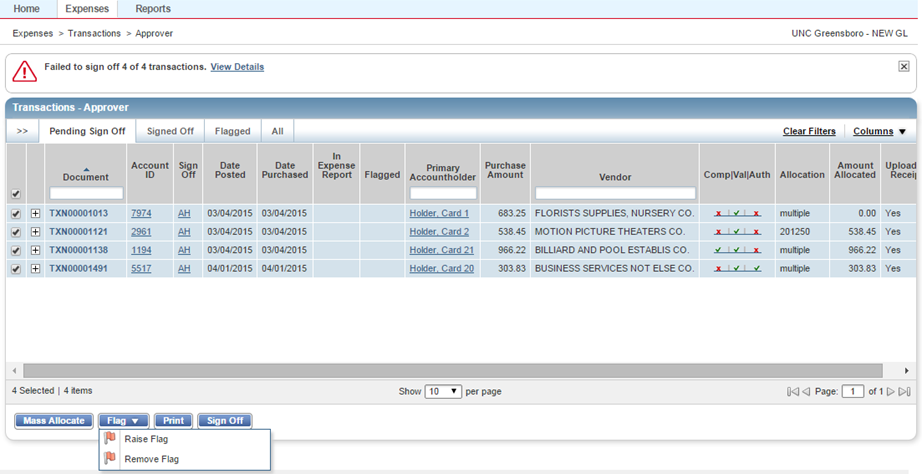 Home Expenses Reports
Expenses > Transactions > Approver UNC Greensboro - NEW GL
Failed to sign off 4 of 4 transactions. View Details
Transactions - Approver
>> Pending Sign Off Signed Off Flagged All Clear Filters Columns
Document Account ID Sign Off Date Posted Date Purchased In Expense Report Flagged Primary Accountholder Purchase Amount Vendor Comp|Val|Auth Allocation Amount Allocated Upload Receip
TXN00001013 7974 AH 03/04/2015 03/04/2015 Holder, Card 1 683.25 FLORISTS SUPPLIES, NURSERY CO. x | ✓ | x multiple 0.00 Yes
TXN00001121 2961 AH 03/04/2015 03/04/2015 Holder, Card 2 538.45 MOTION PICTURE THEATERS CO. x | ✓ | x 201250 538.45 Yes
TXN00001138 1194 AH 03/04/2015 03/04/2015 Holder, Card 21 966.22 BILLIARD AND POOL ESTABLIS CO. ✓ | ✓ | x multiple 966.22 Yes
TXN00001491 5517 AH 04/01/2015 04/01/2015 Holder, Card 20 303.83 BUSINESS SERVICES NOT ELSE CO. x | ✓ | ✓ multiple 303.83 Yes
4 Selected | 4 items Show 10 per page Page: 1 of 1
Mass Allocate Flag Print Sign Off
Raise Flag
Remove Flag